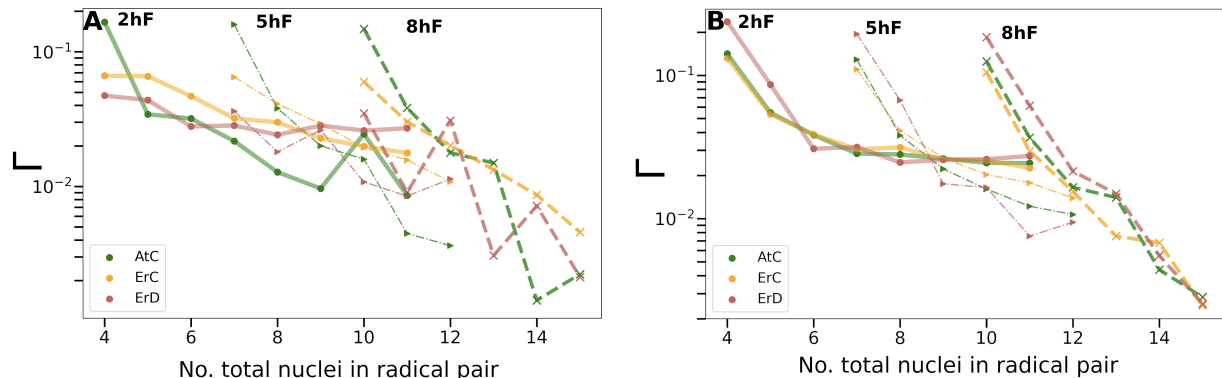 A 2hF 5hF 8hF
10⁻¹
10⁻²
Γ
AtC
ErC
ErD
4 6 8 10 12 14
No. total nuclei in radical pair
B 2hF 5hF 8hF
10⁻¹
10⁻²
Γ
AtC
ErC
ErD
4 6 8 10 12 14
No. total nuclei in radical pair